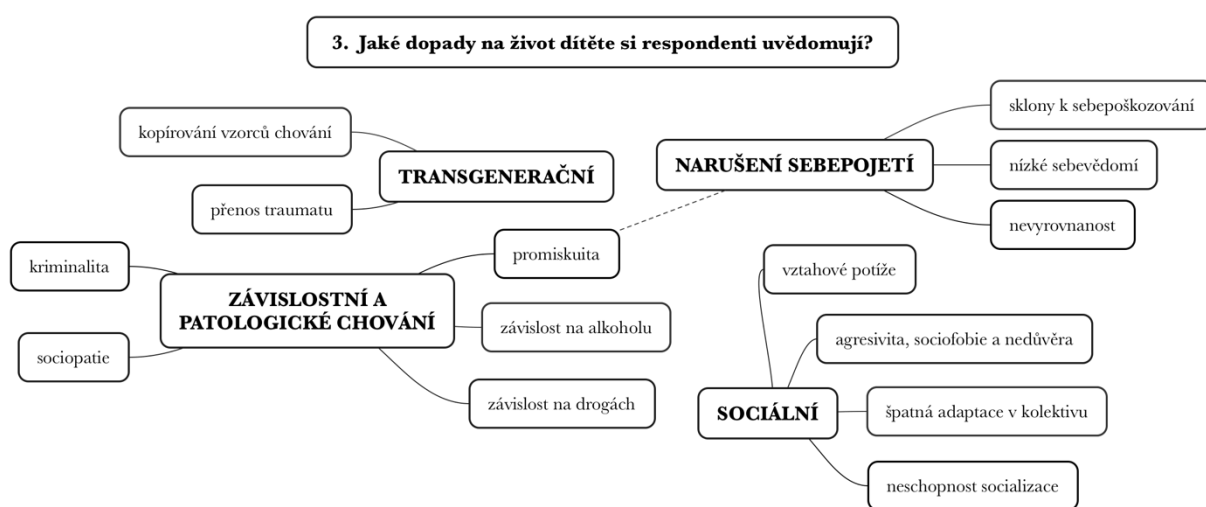 3. Jaké dopady na život dítěte si respondenti uvědomují?
kopírování vzorců chování
TRANSGENERAČNÍ
přenos traumatu
NARUŠENÍ SEBEPOJETÍ
sklony k sebepoškozování
nízké sebevědomí
nevyrovnanost
promiskuita
kriminalita
ZÁVISLOSTNÍ A
PATOLOGICKÉ CHOVÁNÍ
sociopatie
závislost na alkoholu
závislost na drogách
vztahové potíže
agresivita, sociofobie a nedůvěra
SOCIÁLNÍ
špatná adaptace v kolektivu
neschopnost socializace